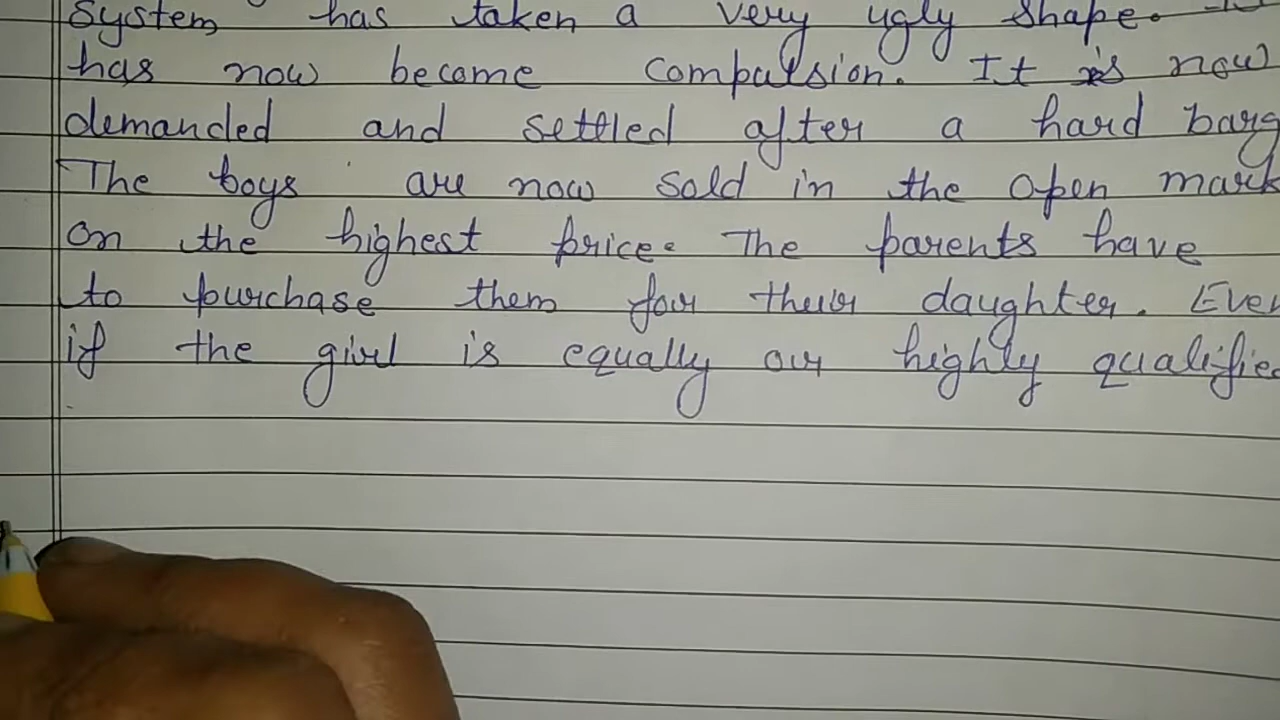 System has taken a very ugly shape.
has now become compulsion. It is now
demanded and settled after a hard barg
The boys are now sold in the open mark
on the highest price. The parents have
to purchase them for their daughter. Even
if the girl is equally or highly qualified